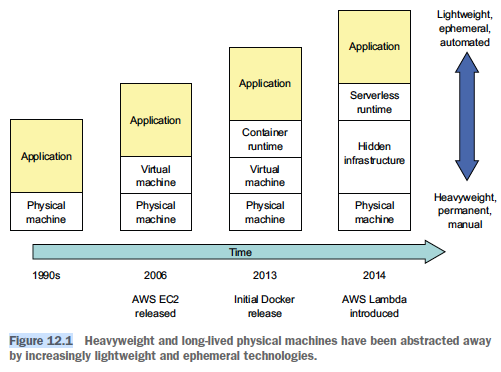 Lightweight,
ephemeral,
automated
Application
Serverless
runtime
Hidden
infrastructure
Physical
machine
Application
Container
runtime
Virtual
machine
Physical
machine
Application
Virtual
machine
Physical
machine
Application
Physical
machine
Heavyweight,
permanent,
manual
Time
1990s
2006
2013
2014
AWS EC2
released
Initial Docker
release
AWS Lambda
introduced
Figure 12.1 Heavyweight and long-lived physical machines have been abstracted away
by increasingly lightweight and ephemeral technologies.